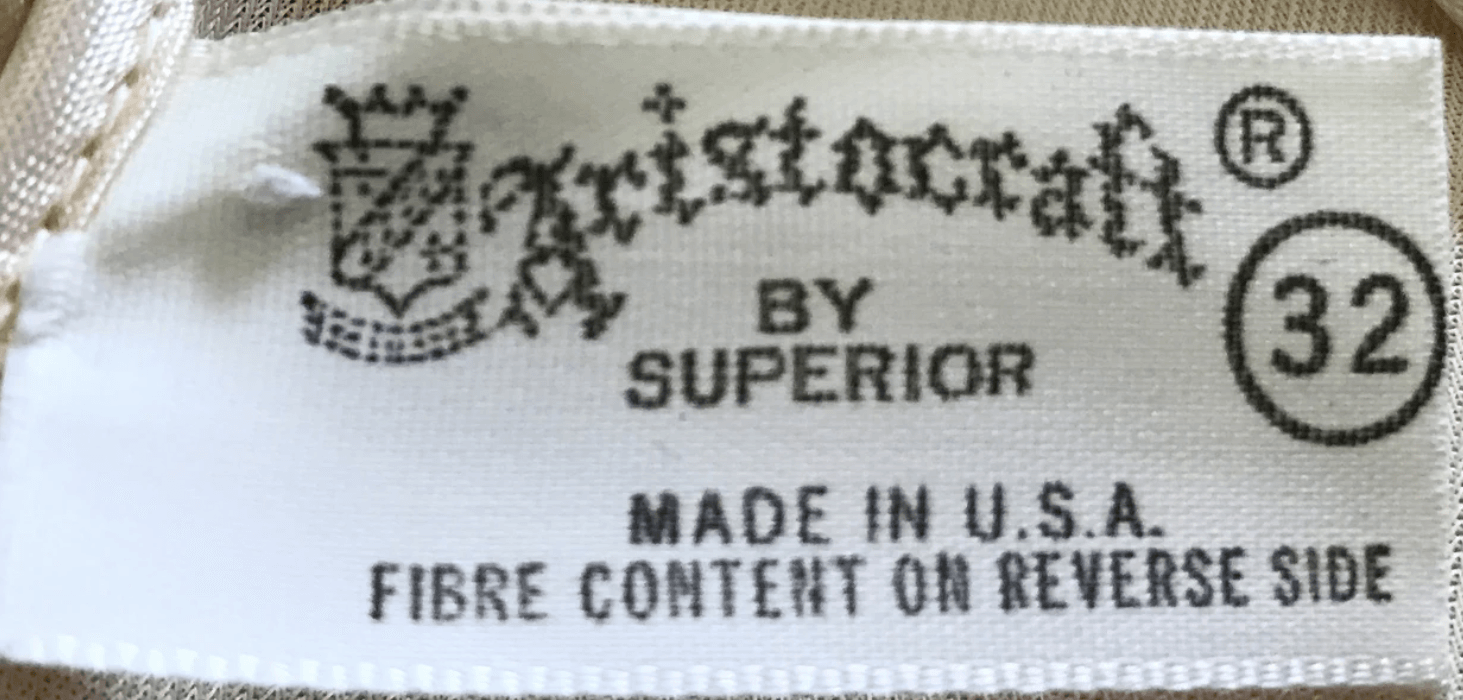 Aristocraft ®
32
BY
SUPERIOR
MADE IN U.S.A.
FIBRE CONTENT ON REVERSE SIDE